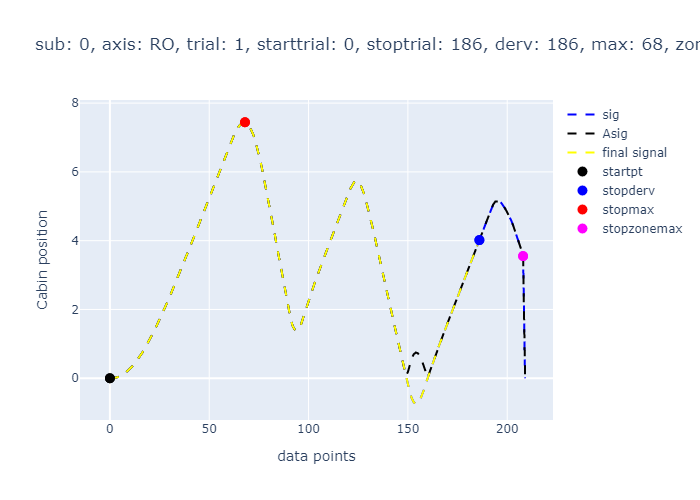 sub: 0, axis: RO, trial: 1, starttrial: 0, stoptrial: 186, derv: 186, max: 68, zor
8
6
4
2
0
Cabin position
0
50
100
150
200
data points
sig
Asig
final signal
startpt
stopderv
stopmax
stopzonemax